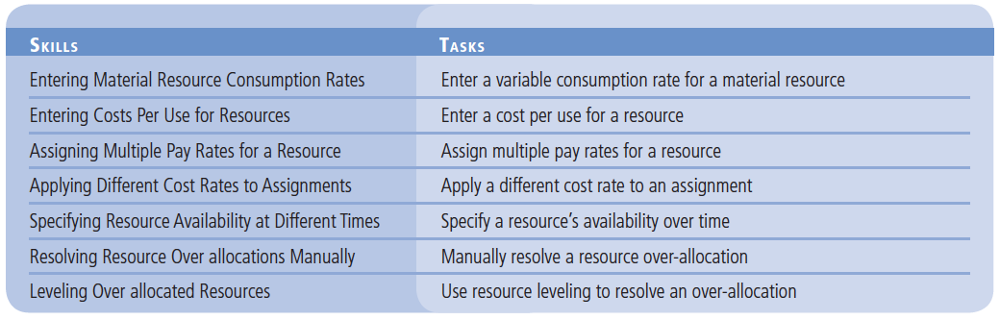 SKILLS TASKS
Entering Material Resource Consumption Rates Enter a variable consumption rate for a material resource
Entering Costs Per Use for Resources Enter a cost per use for a resource
Assigning Multiple Pay Rates for a Resource Assign multiple pay rates for a resource
Applying Different Cost Rates to Assignments Apply a different cost rate to an assignment
Specifying Resource Availability at Different Times Specify a resource's availability over time
Resolving Resource Over allocations Manually Manually resolve a resource over-allocation
Leveling Over allocated Resources Use resource leveling to resolve an over-allocation